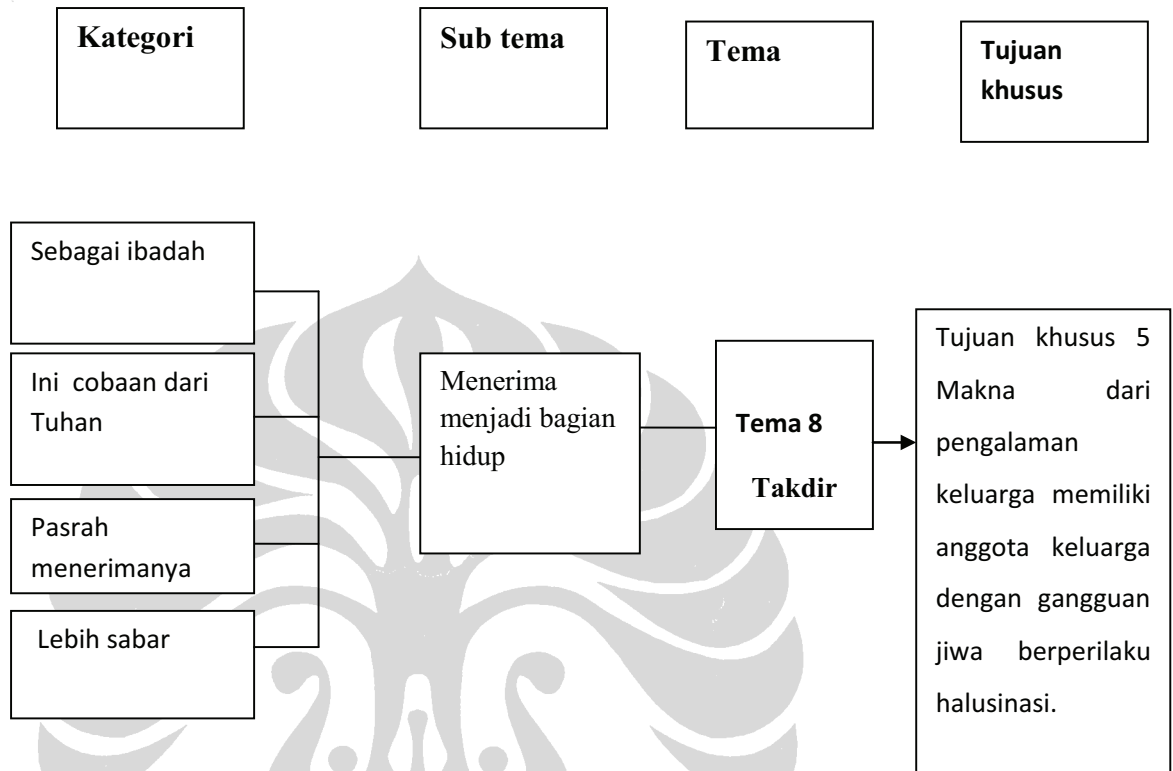 Kategori
Sub tema
Tema
Tujuan
khusus
Sebagai ibadah
Ini cobaan dari
Tuhan
Pasrah
menerimanya
Lebih sabar
Menerima
menjadi bagian
hidup
Tema 8
Takdir
Tujuan khusus 5
Makna dari
pengalaman
keluarga memiliki
anggota keluarga
dengan gangguan
jiwa berperilaku
halusinasi.